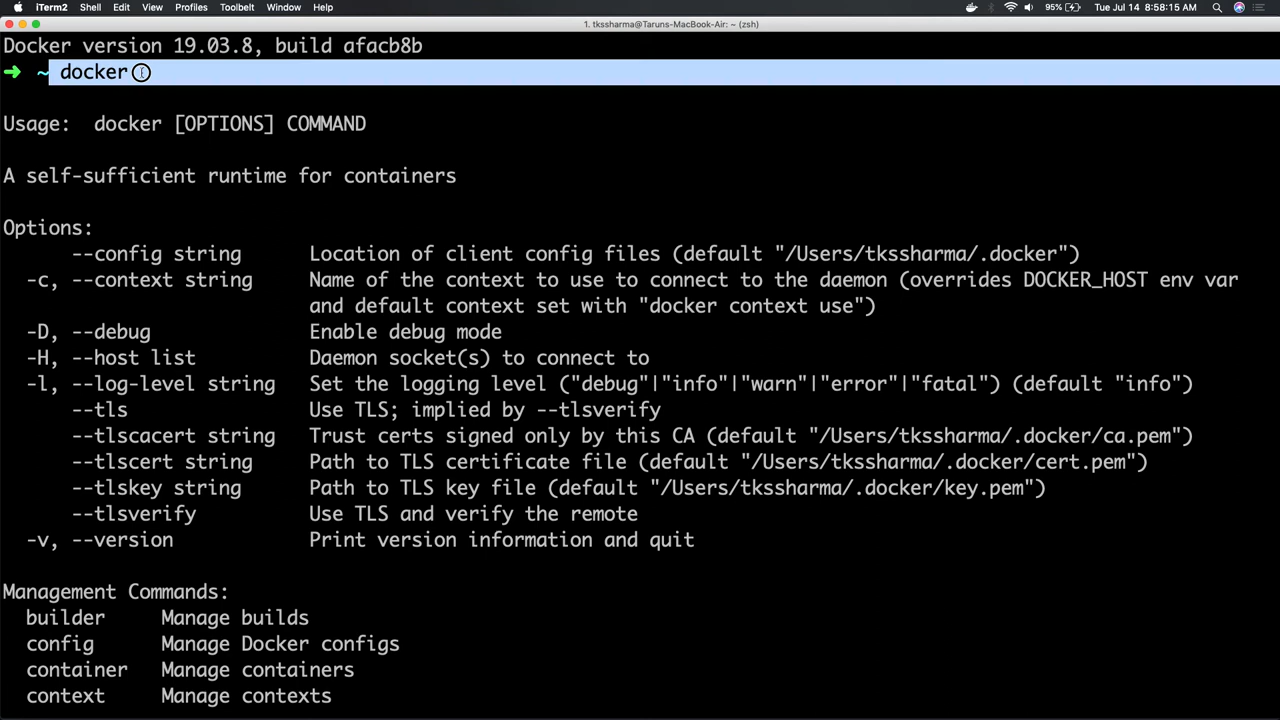 iTerm2 Shell Edit View Profiles Toolbelt Window Help 95% Tue Jul 14 8:58:15 AM
1. tkssharma@Taruns-MacBook-Air: ~ (zsh)
Docker version 19.03.8, build afacb8b
➜ ~ docker
Usage: docker [OPTIONS] COMMAND
A self-sufficient runtime for containers
Options:
--config string Location of client config files (default "/Users/tkssharma/.docker")
-c, --context string Name of the context to use to connect to the daemon (overrides DOCKER_HOST env var
and default context set with "docker context use")
-D, --debug Enable debug mode
-H, --host list Daemon socket(s) to connect to
-l, --log-level string Set the logging level ("debug"|"info"|"warn"|"error"|"fatal") (default "info")
--tls Use TLS; implied by --tlsverify
--tlscacert string Trust certs signed only by this CA (default "/Users/tkssharma/.docker/ca.pem")
--tlscert string Path to TLS certificate file (default "/Users/tkssharma/.docker/cert.pem")
--tlskey string Path to TLS key file (default "/Users/tkssharma/.docker/key.pem")
--tlsverify Use TLS and verify the remote
-v, --version Print version information and quit
Management Commands:
builder Manage builds
config Manage Docker configs
container Manage containers
context Manage contexts